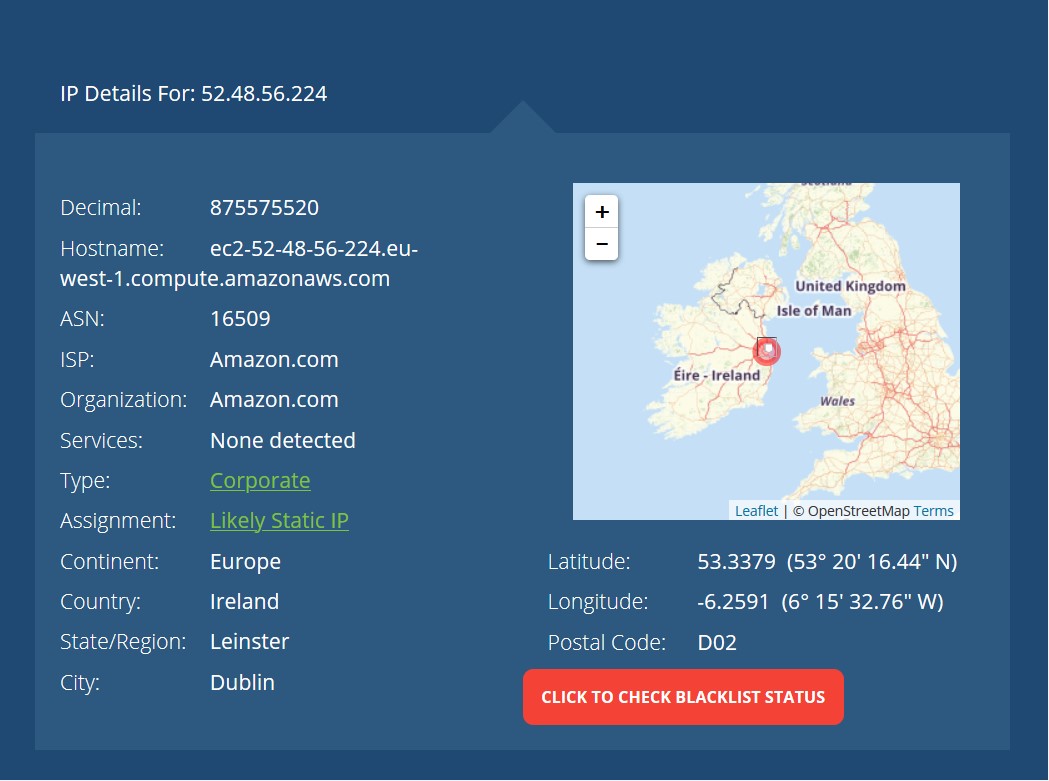 IP Details For: 52.48.56.224
Decimal: 875575520
Hostname: ec2-52-48-56-224.eu-
west-1.compute.amazonaws.com
ASN: 16509
ISP: Amazon.com
Organization: Amazon.com
Services: None detected
Type: Corporate
Assignment: Likely Static IP
Continent: Europe
Country: Ireland
State/Region: Leinster
City: Dublin
+
−
Scotland
United Kingdom
Isle of Man
Éire - Ireland
Wales
Leaflet | © OpenStreetMap Terms
Latitude: 53.3379 (53° 20' 16.44" N)
Longitude: -6.2591 (6° 15' 32.76" W)
Postal Code: D02
CLICK TO CHECK BLACKLIST STATUS